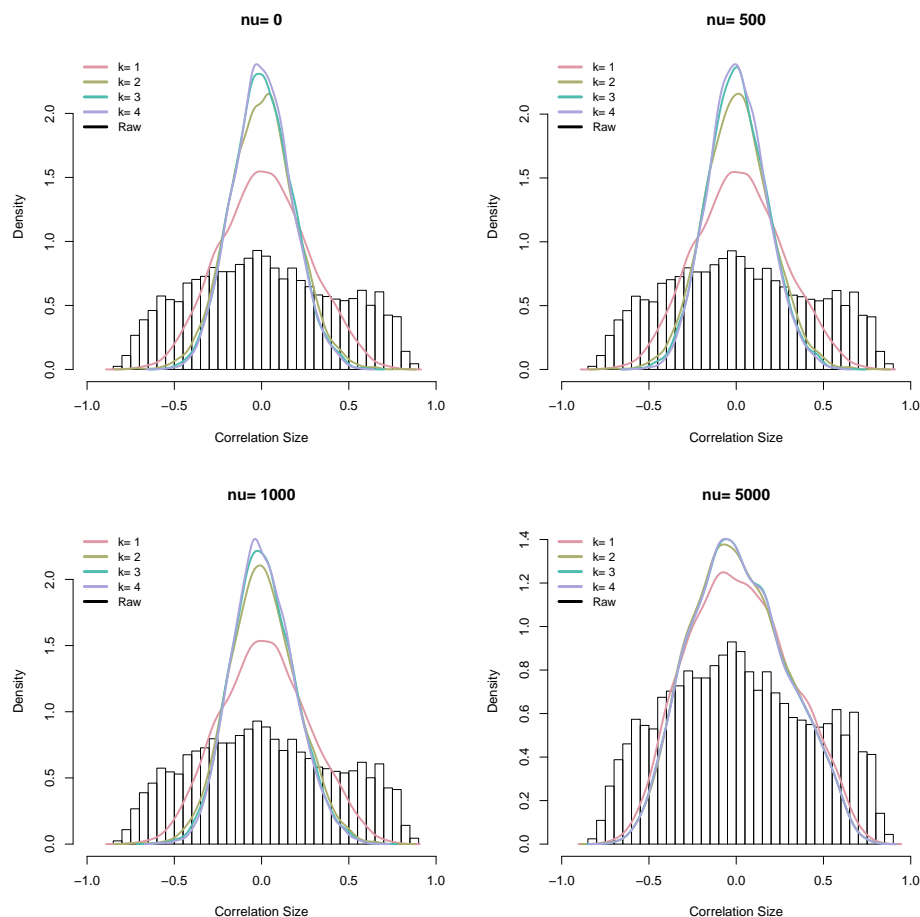 nu= 0
k= 1
k= 2
k= 3
k= 4
Raw
Density
0.0 0.5 1.0 1.5 2.0
−1.0 −0.5 0.0 0.5 1.0
Correlation Size
nu= 500
k= 1
k= 2
k= 3
k= 4
Raw
Density
0.0 0.5 1.0 1.5 2.0
−1.0 −0.5 0.0 0.5 1.0
Correlation Size
nu= 1000
k= 1
k= 2
k= 3
k= 4
Raw
Density
0.0 0.5 1.0 1.5 2.0
−1.0 −0.5 0.0 0.5 1.0
Correlation Size
nu= 5000
k= 1
k= 2
k= 3
k= 4
Raw
Density
0.0 0.2 0.4 0.6 0.8 1.0 1.2 1.4
−1.0 −0.5 0.0 0.5 1.0
Correlation Size